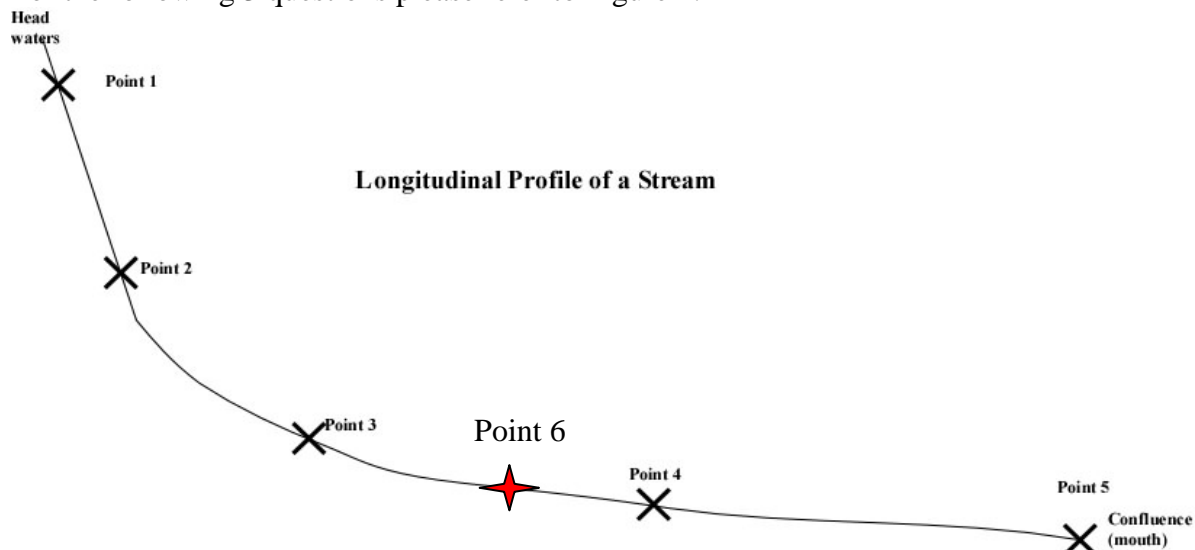 Head
waters
Point 1
Longitudinal Profile of a Stream
Point 2
Point 3
Point 6
Point 4
Point 5
Confluence
(mouth)